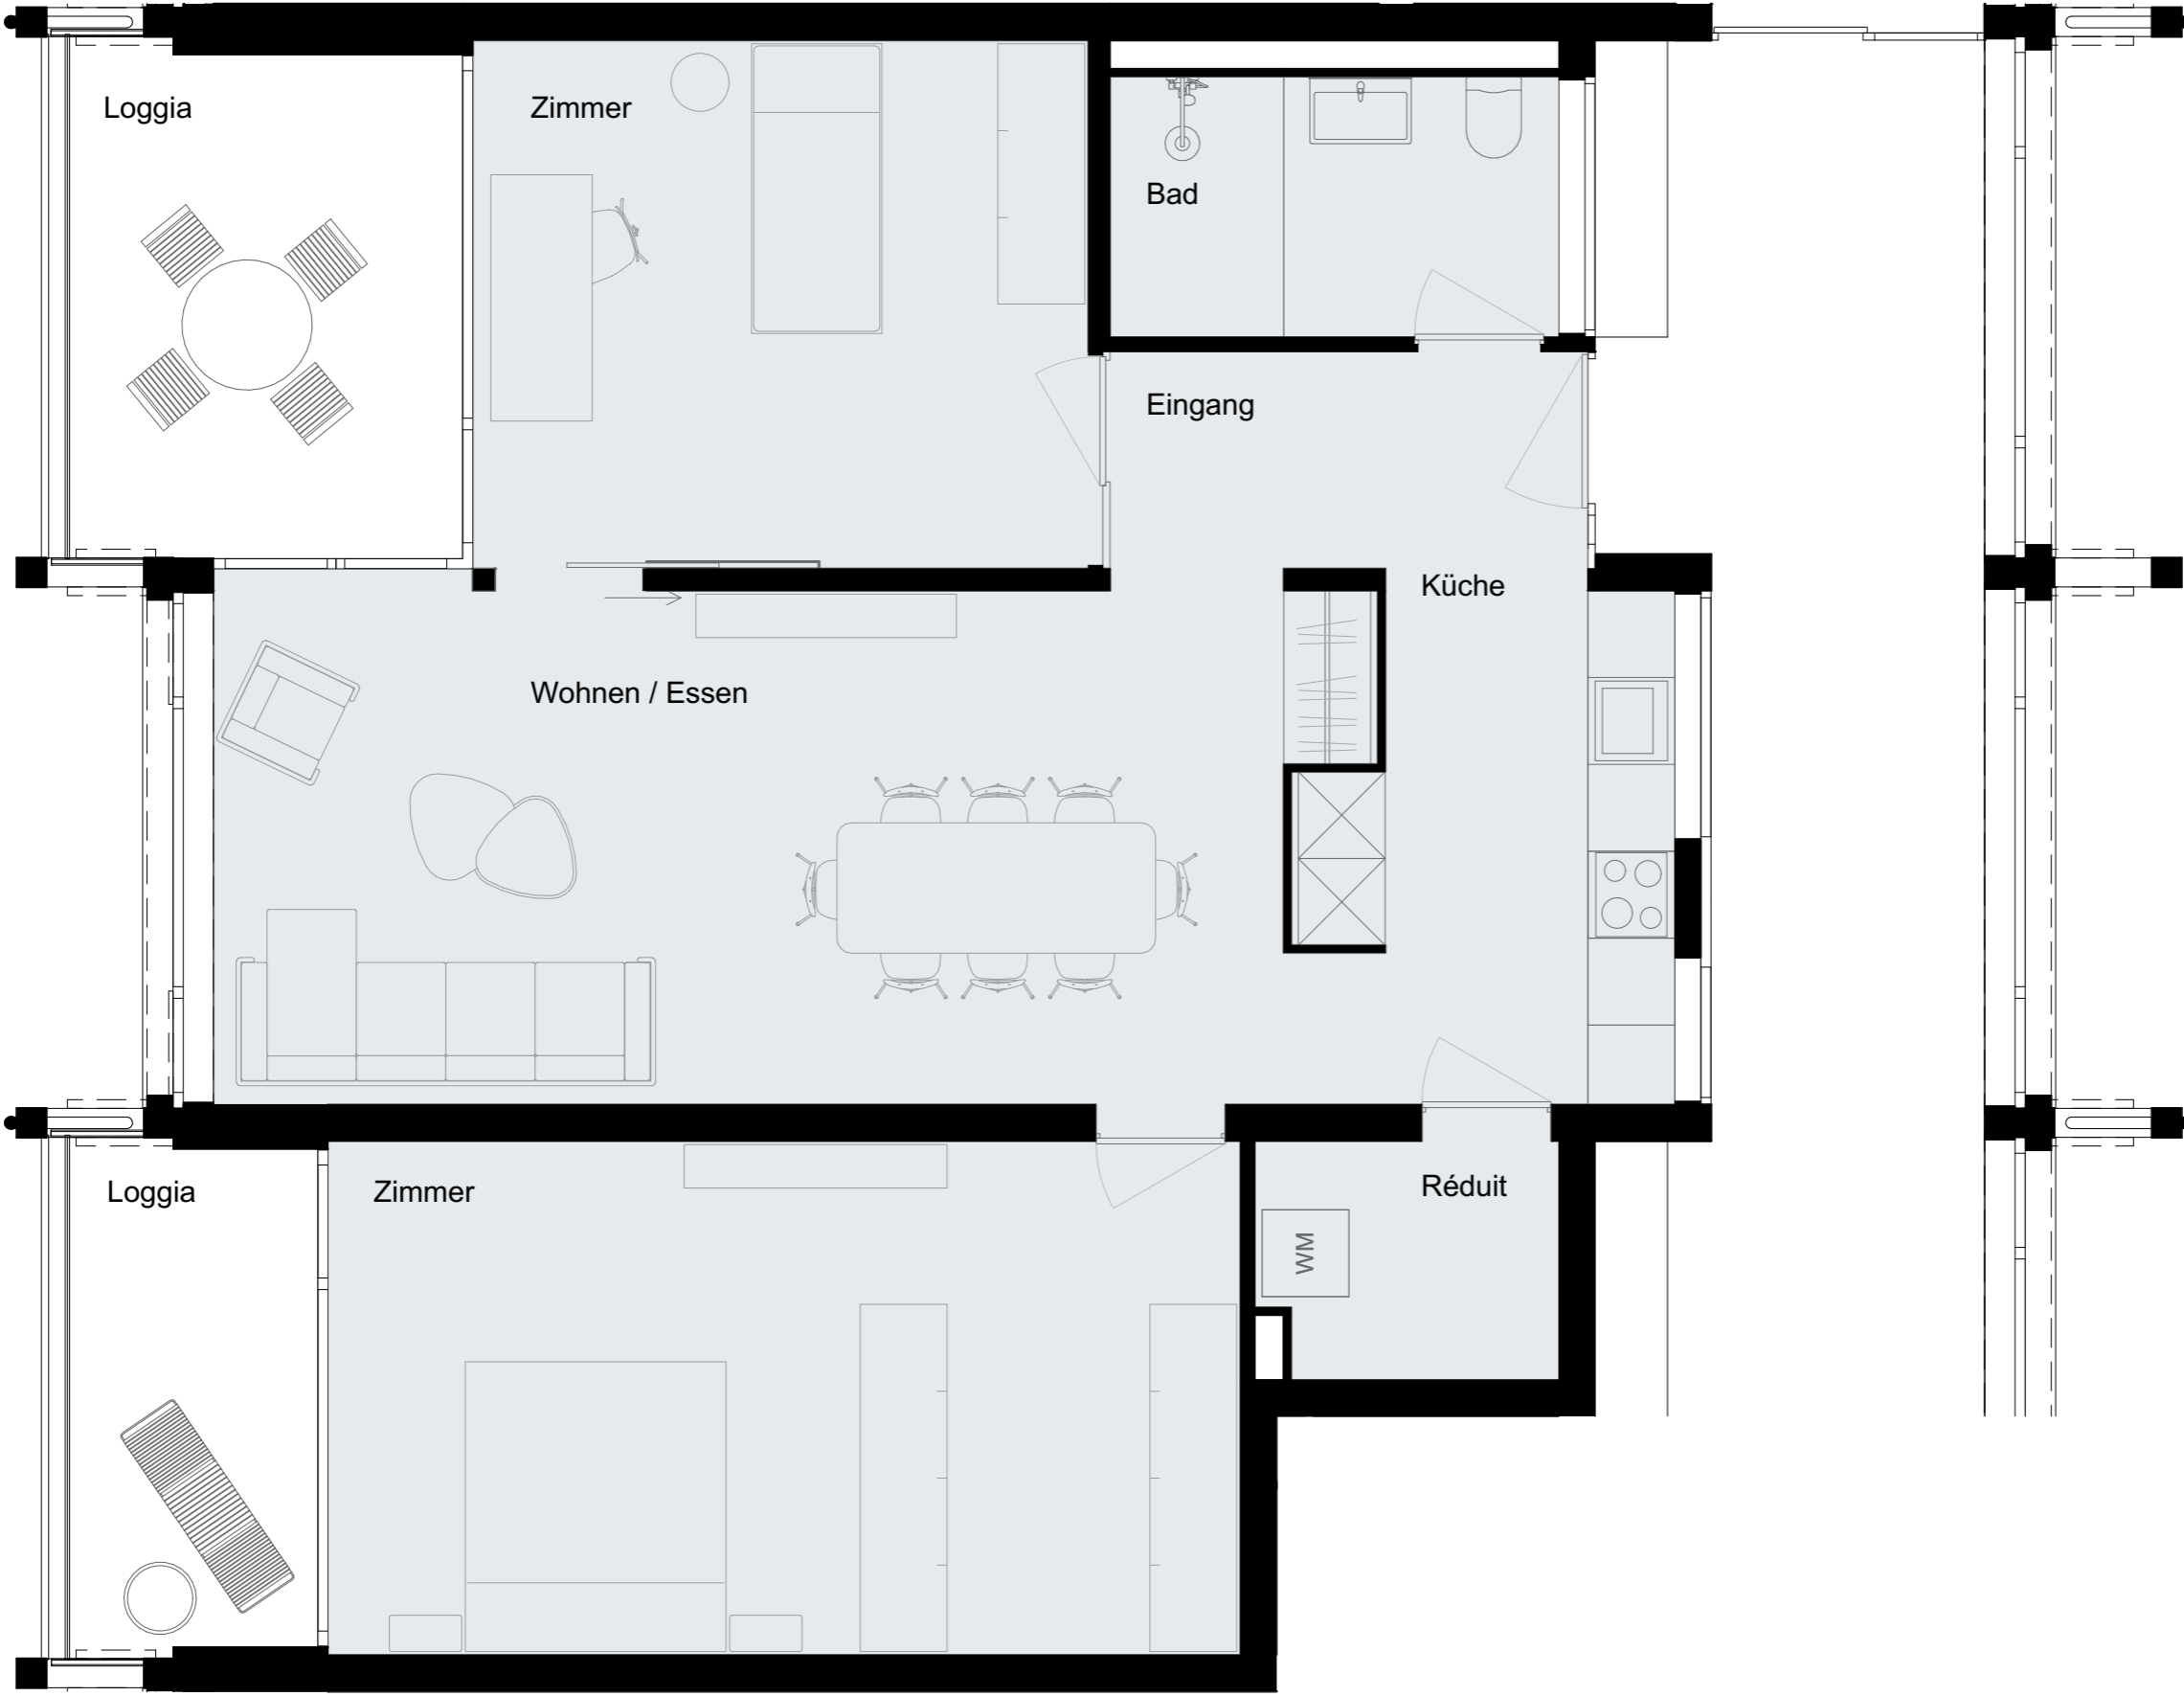 Loggia
Zimmer
Bad
Eingang
Küche
Wohnen / Essen
Loggia
Zimmer
Réduit
WM